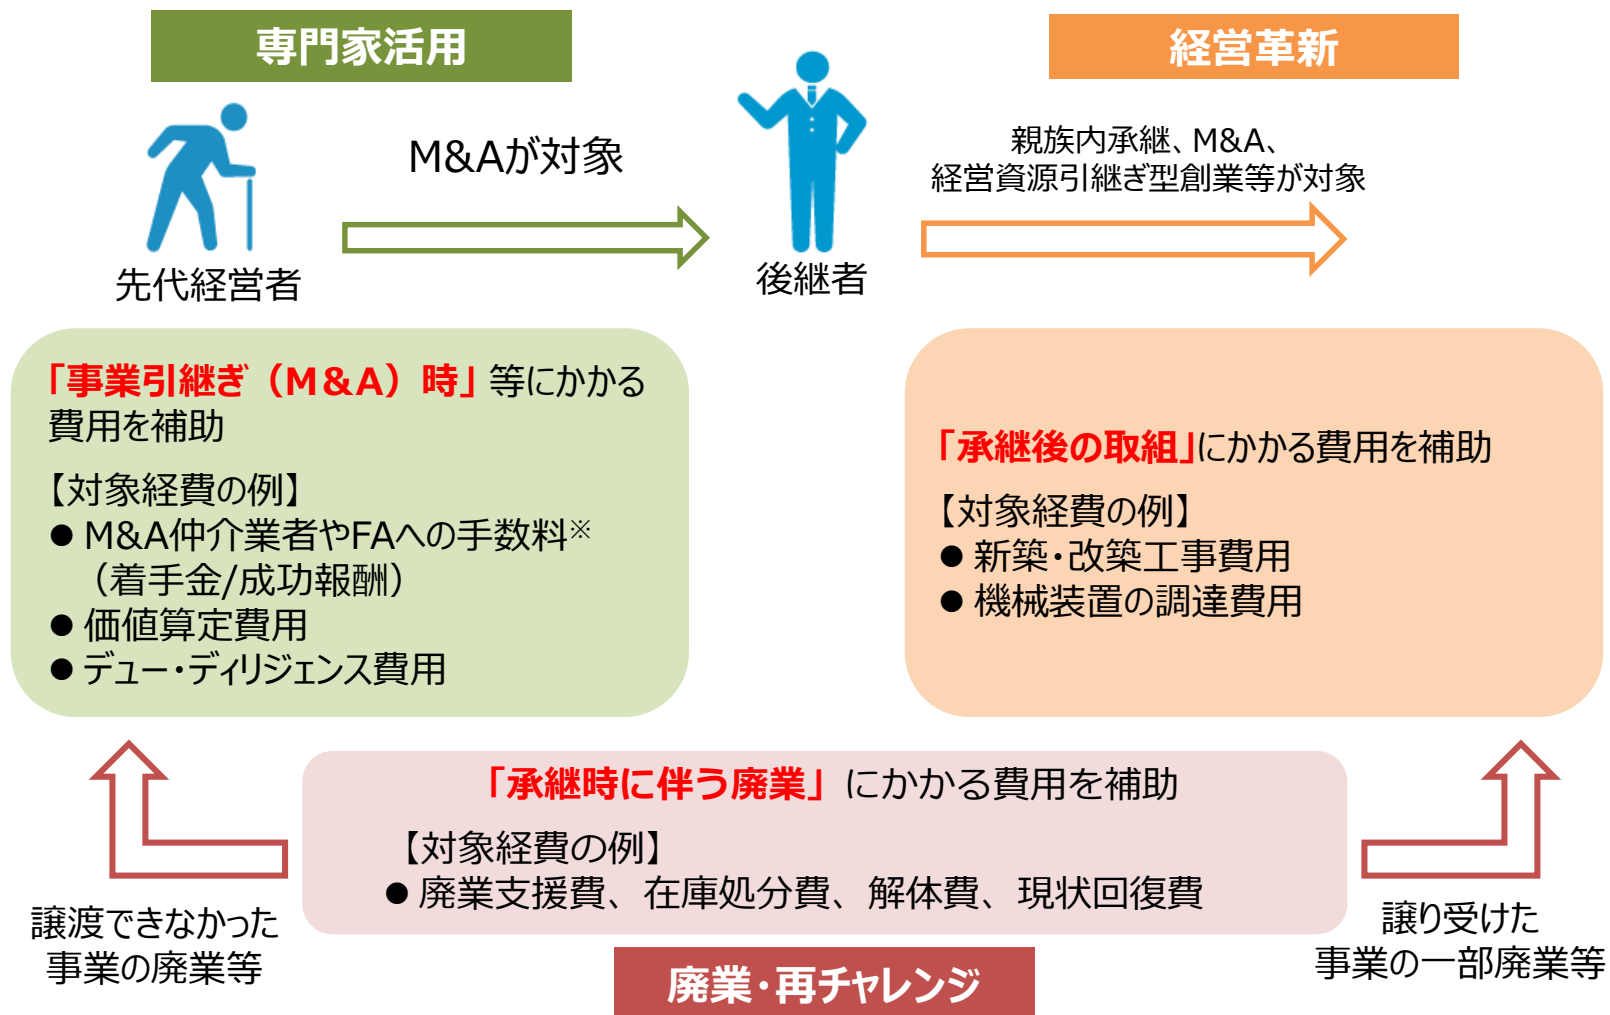 専門家活用
経営革新
M&Aが対象
親族内承継、M&A、
経営資源引継ぎ型創業等が対象
先代経営者
後継者
「事業引継ぎ（M&A）時」等にかかる
費用を補助
【対象経費の例】
●M&A仲介業者やFAへの手数料※
（着手金/成功報酬）
●価値算定費用
●デュー・ディリジェンス費用
「承継後の取組」にかかる費用を補助
【対象経費の例】
●新築・改築工事費用
●機械装置の調達費用
「承継時に伴う廃業」にかかる費用を補助
【対象経費の例】
●廃業支援費、在庫処分費、解体費、現状回復費
譲渡できなかった
事業の廃業等
譲り受けた
事業の一部廃業等
廃業・再チャレンジ